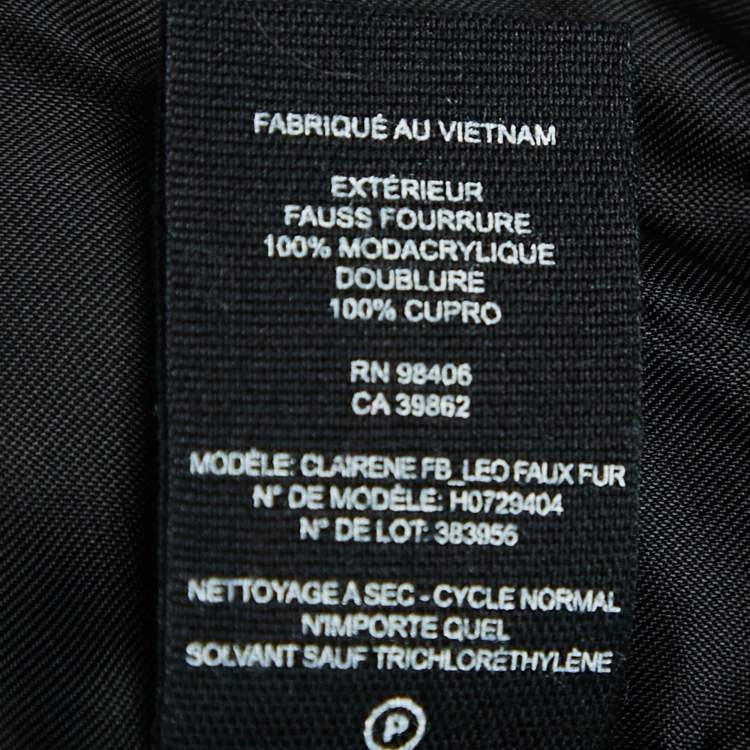 FABRIQUÉ AU VIETNAM
EXTÉRIEUR
FAUSS FOURRURE
100% MODACRYLIQUE
DOUBLURE
100% CUPRO
RN 98406
CA 39862
MODÈLE: CLAIRENE FB_LEO FAUX FUR
N° DE MODÈLE: H0729404
N° DE LOT: 383956
NETTOYAGE A SEC - CYCLE NORMAL
N'IMPORTE QUEL
SOLVANT SAUF TRICHLORÉTHYLÈNE
P